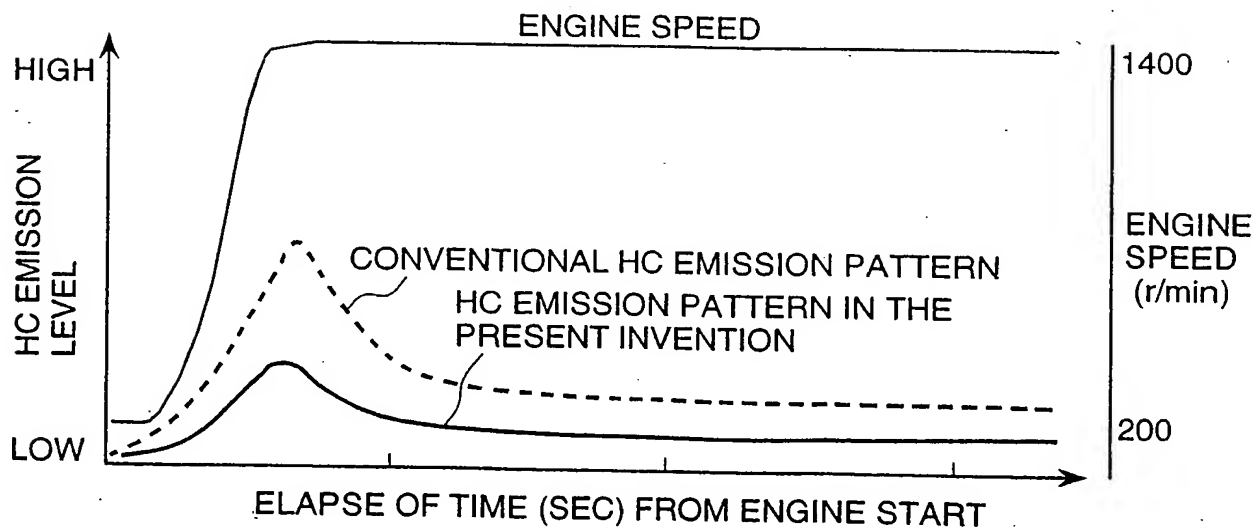 ENGINE SPEED
HIGH
1400
HC EMISSION
LEVEL
CONVENTIONAL HC EMISSION PATTERN
HC EMISSION PATTERN IN THE
PRESENT INVENTION
ENGINE
SPEED
(r/min)
LOW
200
ELAPSE OF TIME (SEC) FROM ENGINE START